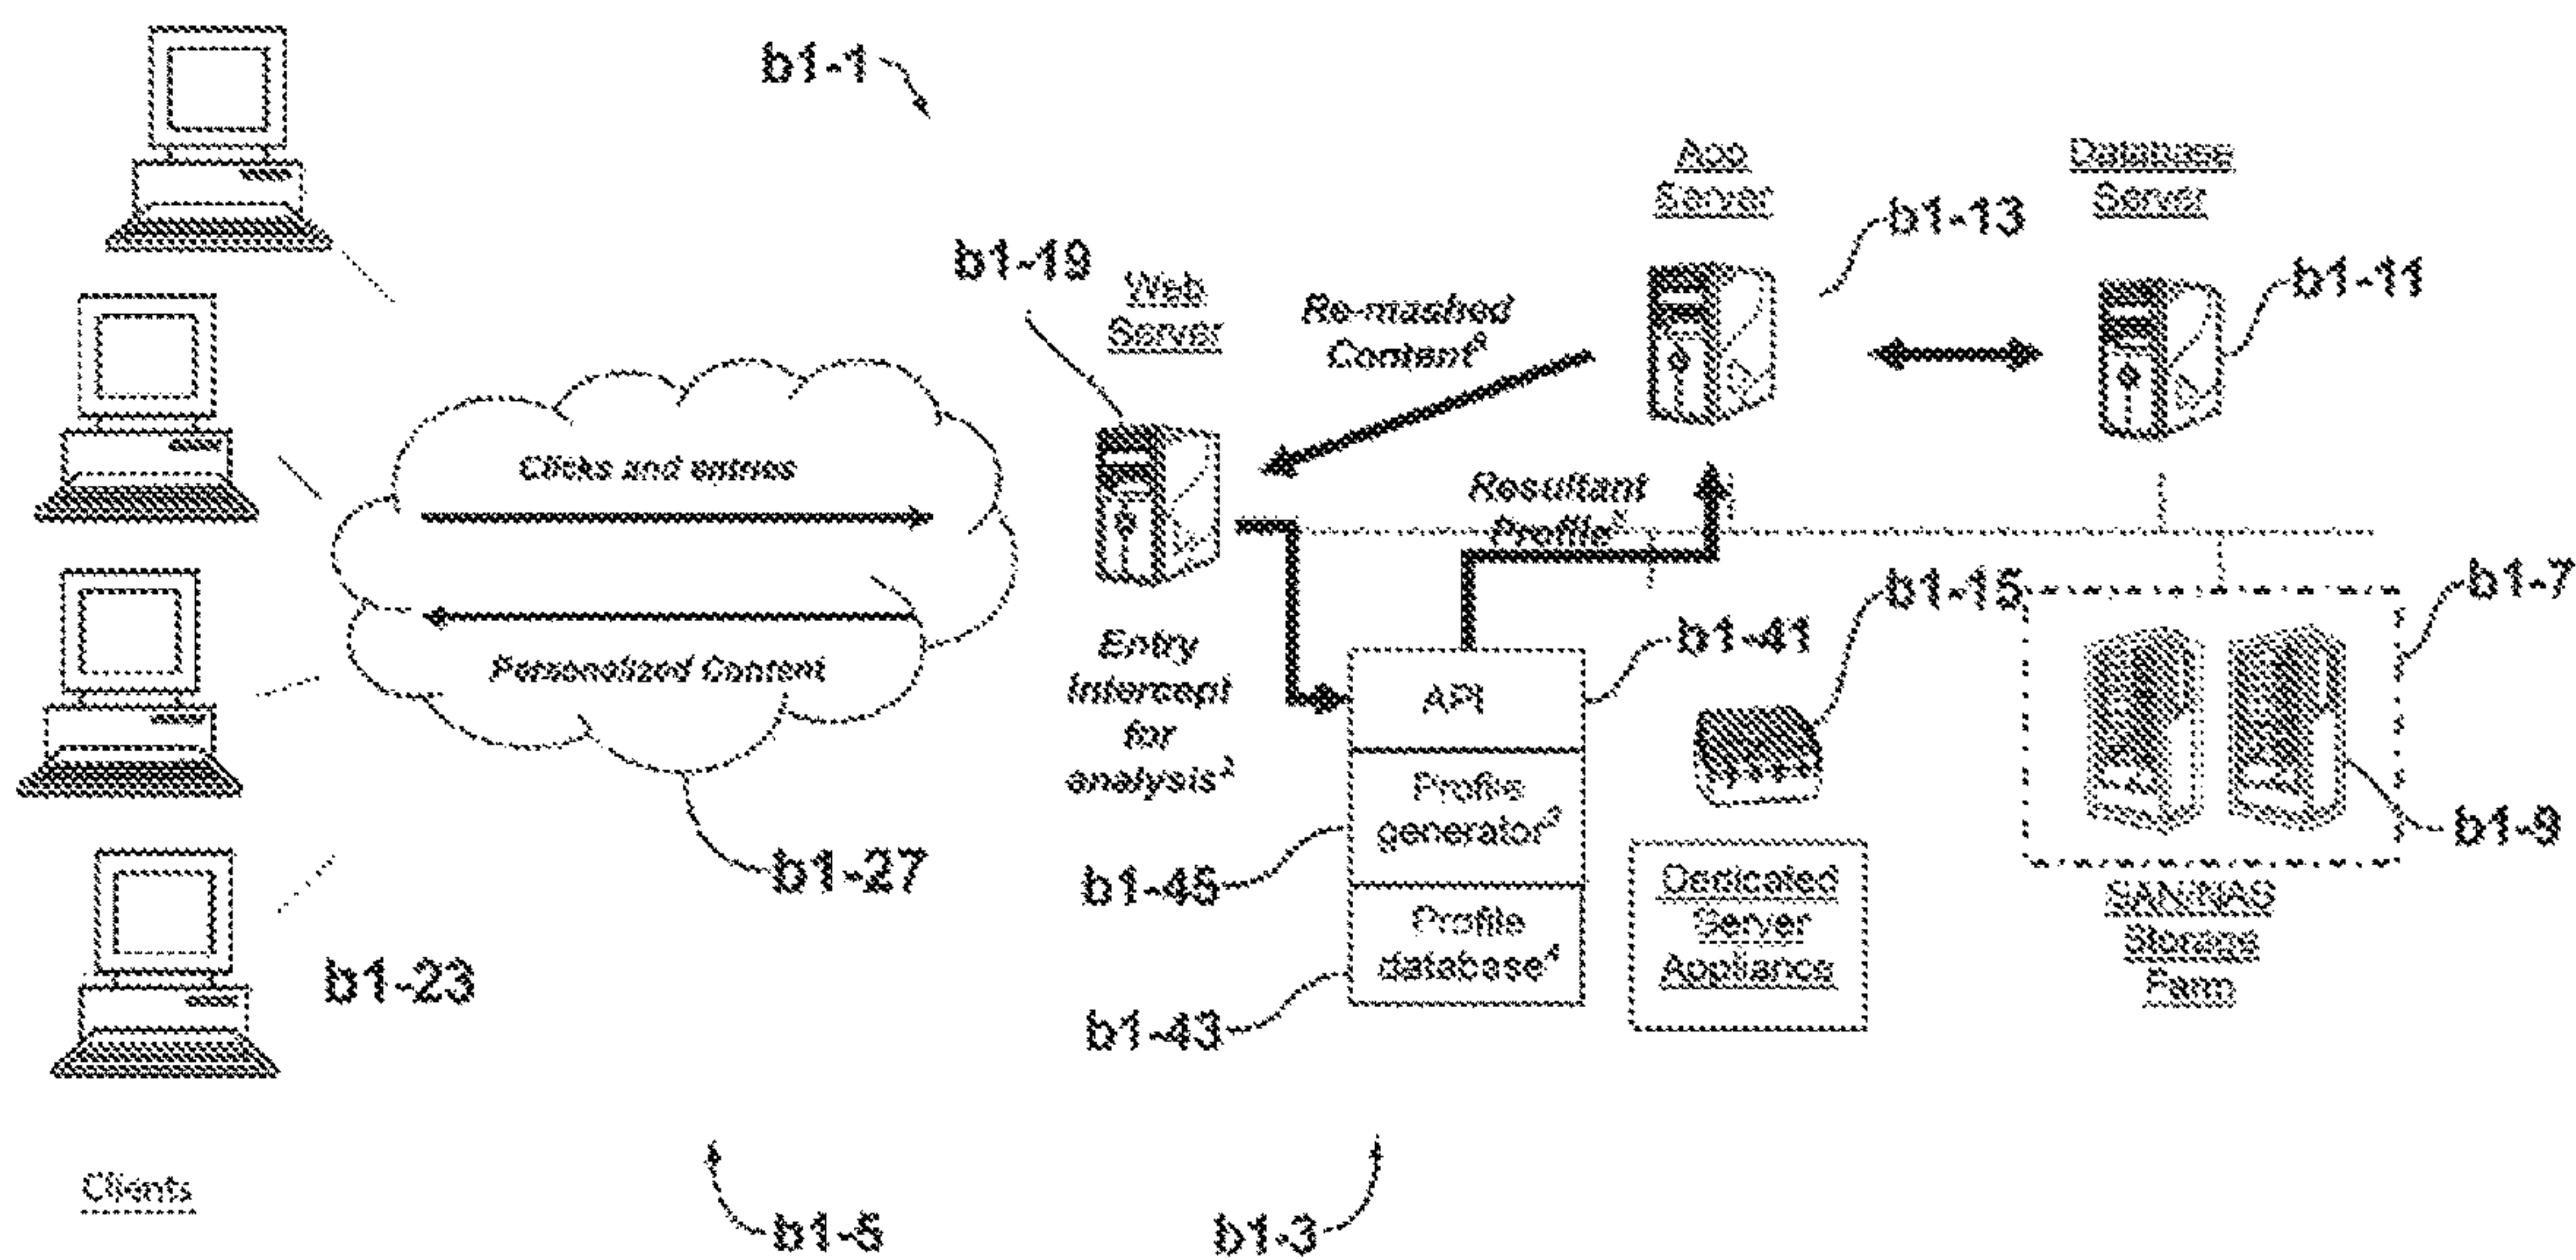 b1-1
App
Server
Database
Server
b1-13
b1-19
Web
Server
Re-mashed
Content
b1-11
Clicks and entries
Resultant
Profile
Personalized Content
Entry
Intercept
for
analysis²
b1-41
b1-15
b1-7
API
Profile
generator³
Profile
database⁴
b1-45
b1-43
b1-27
b1-23
Dedicated
Server
Appliance
b1-9
SAN/NAS
Storage
Farm
Clients
b1-5
b1-3